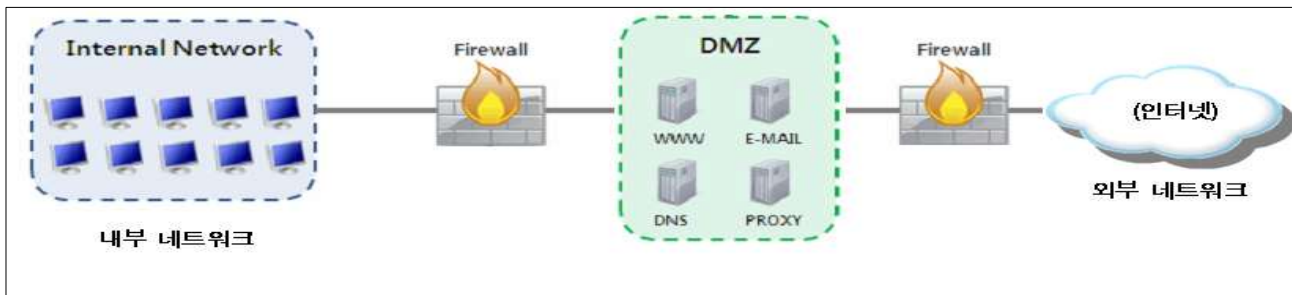 Internal Network
내부 네트워크
Firewall
DMZ
WWW
E-MAIL
DNS
PROXY
Firewall
(인터넷)
외부 네트워크